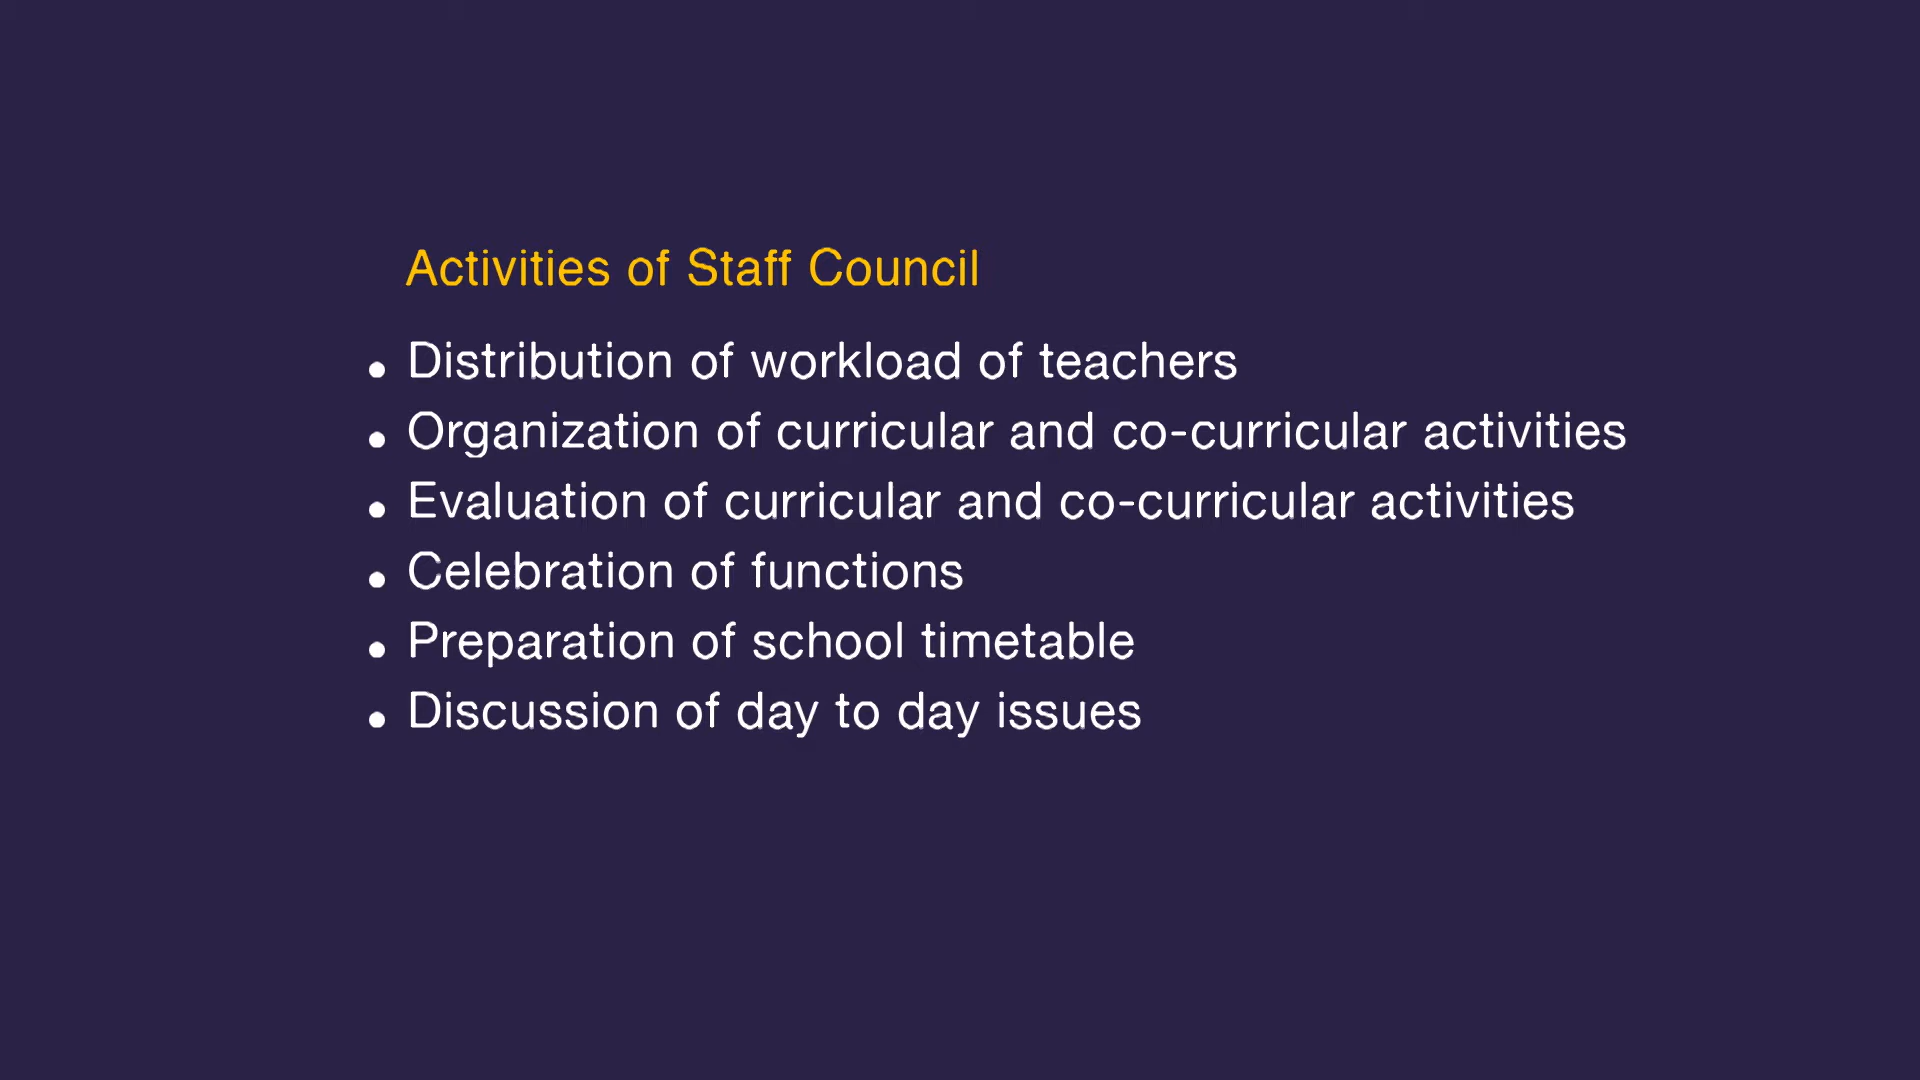 Activities of Staff Council
• Distribution of workload of teachers
• Organization of curricular and co-curricular activities
• Evaluation of curricular and co-curricular activities
• Celebration of functions
• Preparation of school timetable
• Discussion of day to day issues